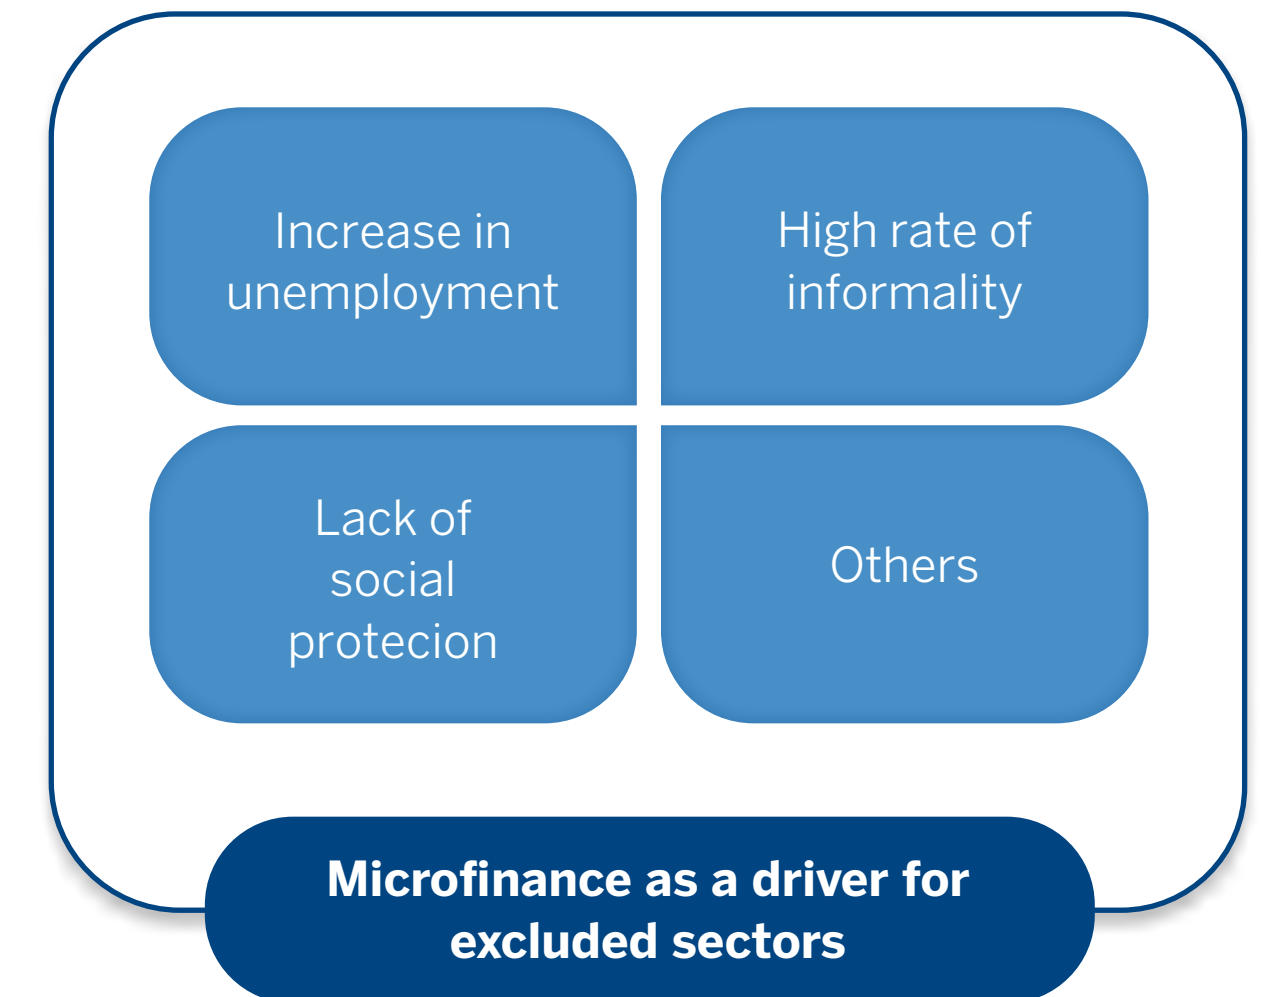 Increase in
unemployment
High rate of
informality
Lack of
social
protecion
Others
Microfinance as a driver for
excluded sectors